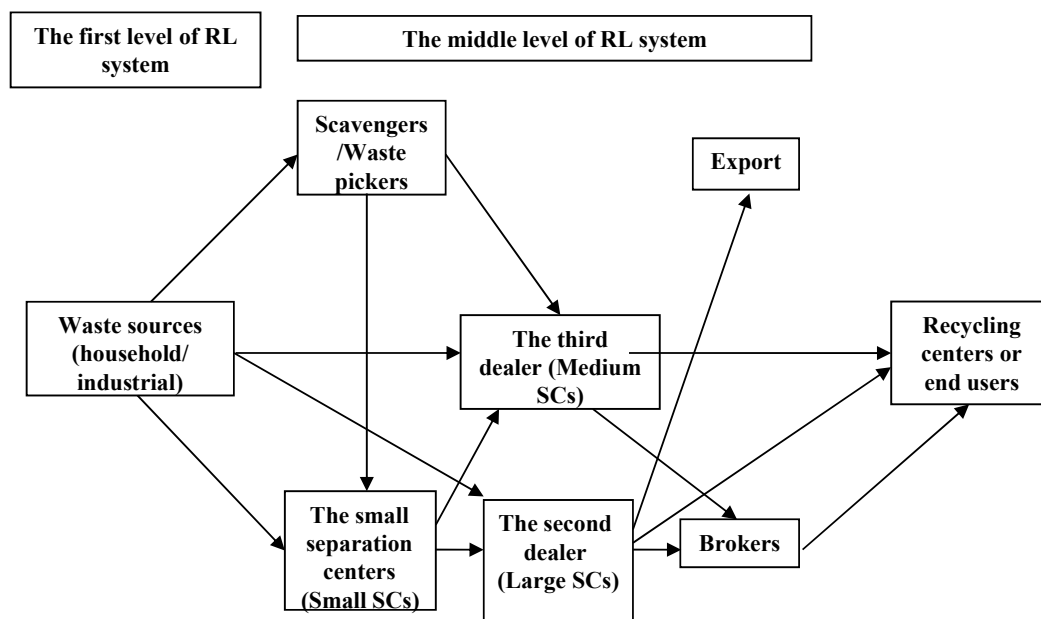 The first level of RL
system
The middle level of RL system
Scavengers
/Waste
pickers
Export
Waste sources
(household/
industrial)
The third
dealer (Medium
SCs)
Recycling
centers or
end users
The small
separation
centers
(Small SCs)
The second
dealer
(Large SCs)
Brokers